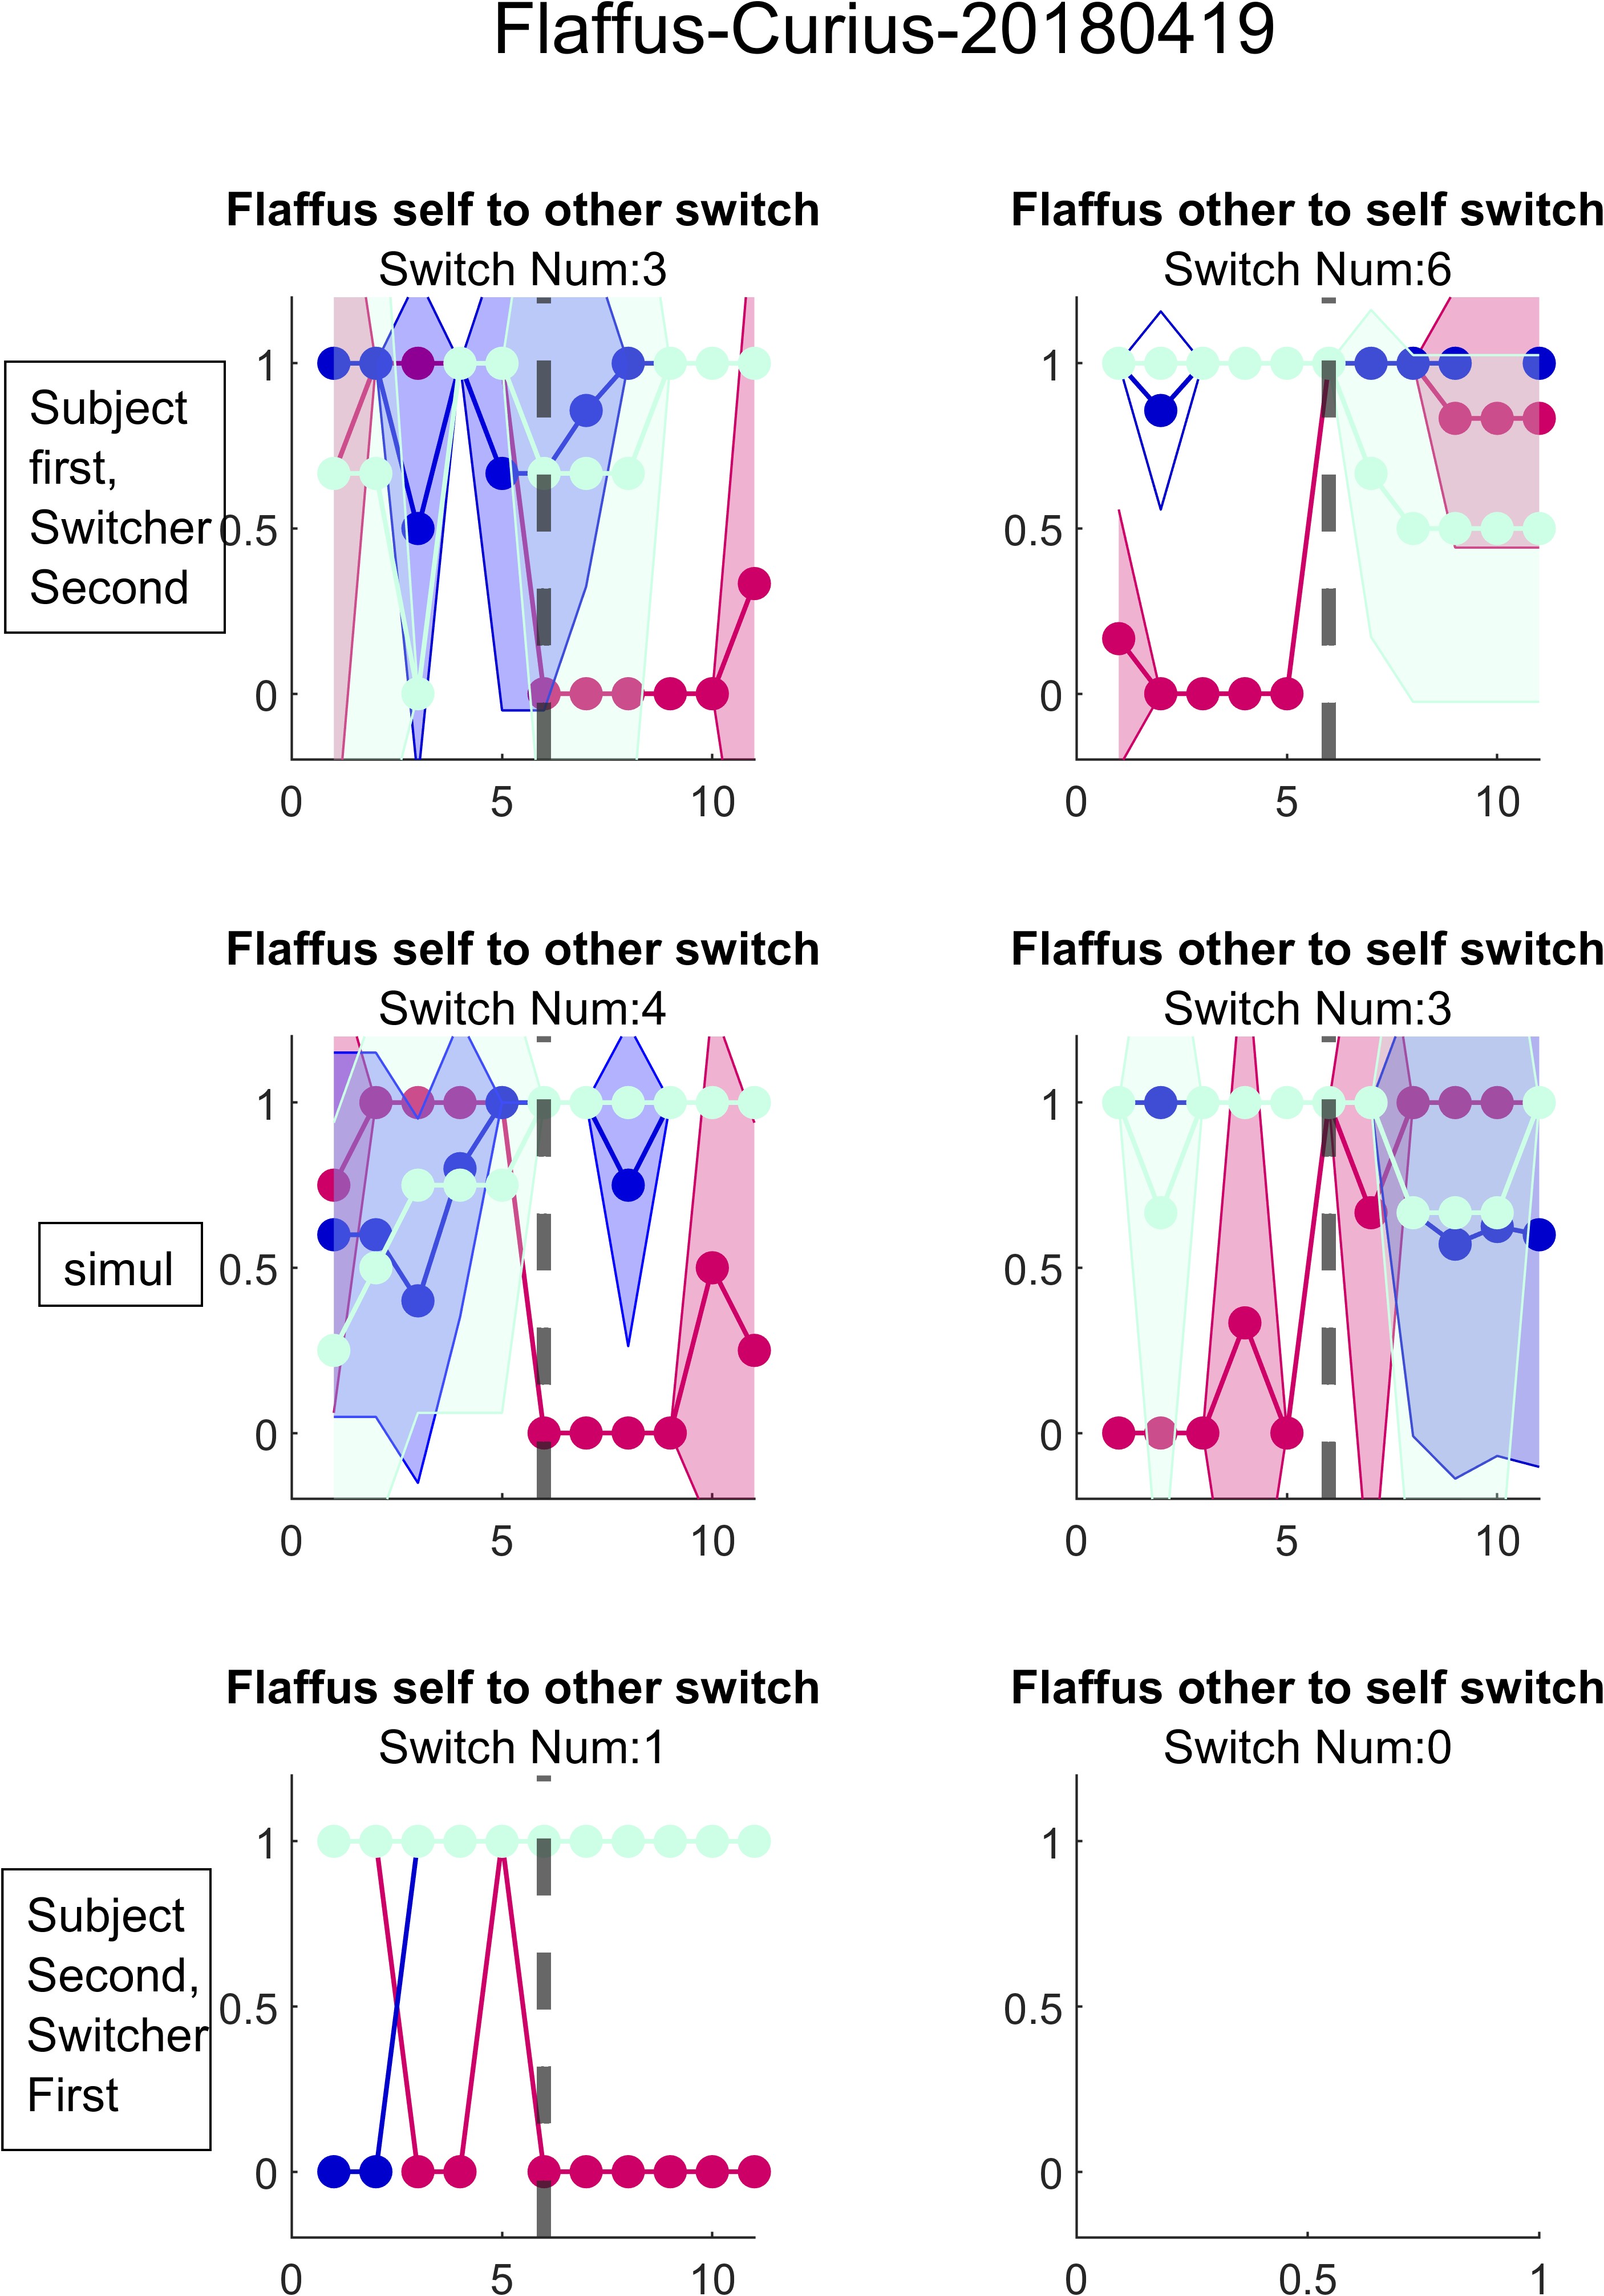 Flaffus-Curius-20180419
Flaffus self to other switch
Switch Num:3
Flaffus other to self switch
Switch Num:6
Subject
first,
Switcher
Second
1
0.5
0
0
5
10
1
0.5
0
0
5
10
Flaffus self to other switch
Switch Num:4
Flaffus other to self switch
Switch Num:3
simul
1
0.5
0
0
5
10
1
0.5
0
0
5
10
Flaffus self to other switch
Switch Num:1
Flaffus other to self switch
Switch Num:0
Subject
Second,
Switcher
First
1
0.5
0
0
5
10
1
0.5
0
0
0.5
1